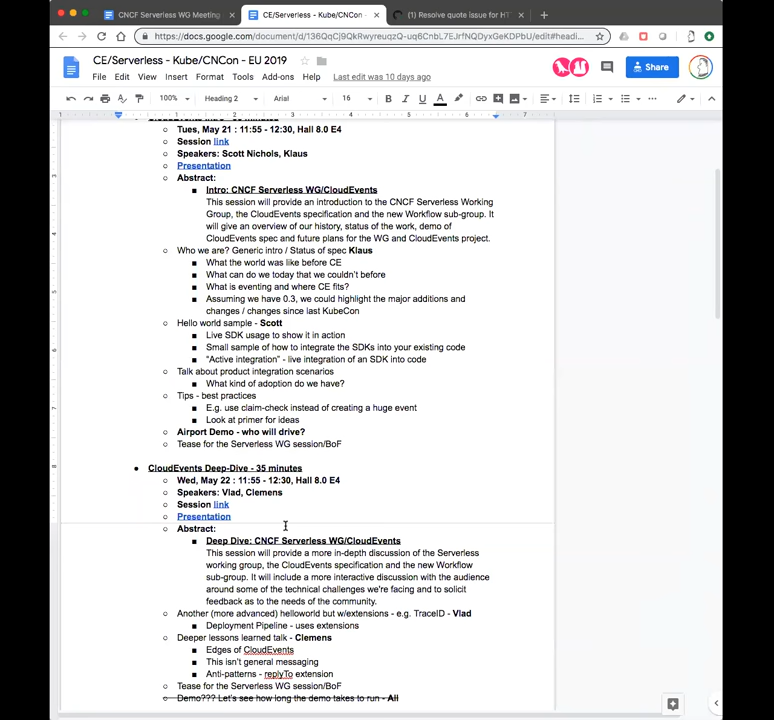 CNCF Serverless WG Meeting
CE/Serverless - Kube/CNCon -
(1) Resolve quote issue for HT
https://docs.google.com/document/d/136QqCj9QkRwyreuqzQ-uq6CnbL7EJrfNQDyxGeKDPbU/edit#headi...
CE/Serverless - Kube/CNCon - EU 2019
File Edit View Insert Format Tools Add-ons Help Last edit was 10 days ago
Share
100% Heading 2 Arial 16
1 1 2 3 4 5 6 7
Tues, May 21 : 11:55 - 12:30, Hall 8.0 E4
Session link
Speakers: Scott Nichols, Klaus
Presentation
Abstract:
Intro: CNCF Serverless WG/CloudEvents
This session will provide an introduction to the CNCF Serverless Working
Group, the CloudEvents specification and the new Workflow sub-group. It
will give an overview of our history, status of the work, demo of
CloudEvents spec and future plans for the WG and CloudEvents project.
Who we are? Generic intro / Status of spec Klaus
What the world was like before CE
What can do we today that we couldn't before
What is eventing and where CE fits?
Assuming we have 0.3, we could highlight the major additions and
changes / changes since last KubeCon
Hello world sample - Scott
Live SDK usage to show it in action
Small sample of how to integrate the SDKs into your existing code
"Active integration" - live integration of an SDK into code
Talk about product integration scenarios
What kind of adoption do we have?
Tips - best practices
E.g. use claim-check instead of creating a huge event
Look at primer for ideas
Airport Demo - who will drive?
Tease for the Serverless WG session/BoF
CloudEvents Deep-Dive - 35 minutes
Wed, May 22 : 11:55 - 12:30, Hall 8.0 E4
Speakers: Vlad, Clemens
Session link
Presentation
Abstract:
Deep Dive: CNCF Serverless WG/CloudEvents
This session will provide a more in-depth discussion of the Serverless
working group, the CloudEvents specification and the new Workflow
sub-group. It will include a more interactive discussion with the audience
around some of the technical challenges we're facing and to solicit
feedback as to the needs of the community.
Another (more advanced) helloworld but w/extensions - e.g. TraceID - Vlad
Deployment Pipeline - uses extensions
Deeper lessons learned talk - Clemens
Edges of CloudEvents
This isn't general messaging
Anti-patterns - replyTo extension
Tease for the Serverless WG session/BoF
Demo??? Let's see how long the demo takes to run - All